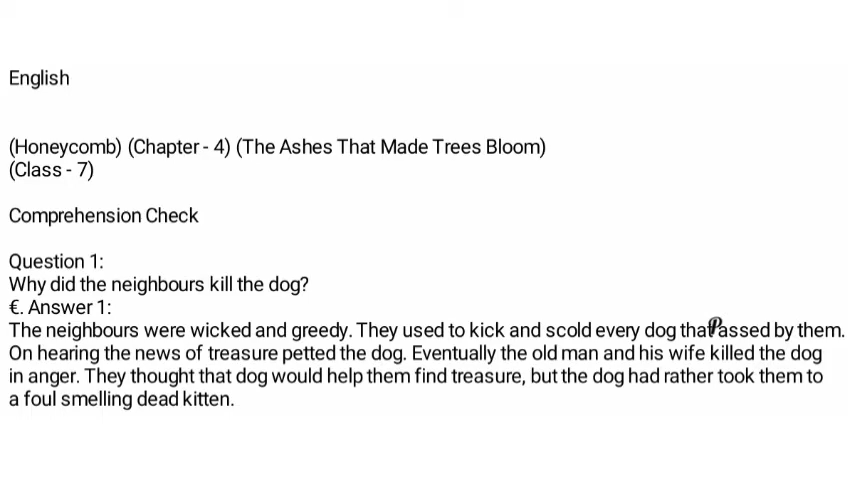 English
(Honeycomb) (Chapter - 4) (The Ashes That Made Trees Bloom)
(Class - 7)
Comprehension Check
Question 1:
Why did the neighbours kill the dog?
€. Answer 1:
The neighbours were wicked and greedy. They used to kick and scold every dog that passed by them.
On hearing the news of treasure petted the dog. Eventually the old man and his wife killed the dog
in anger. They thought that dog would help them find treasure, but the dog had rather took them to
a foul smelling dead kitten.